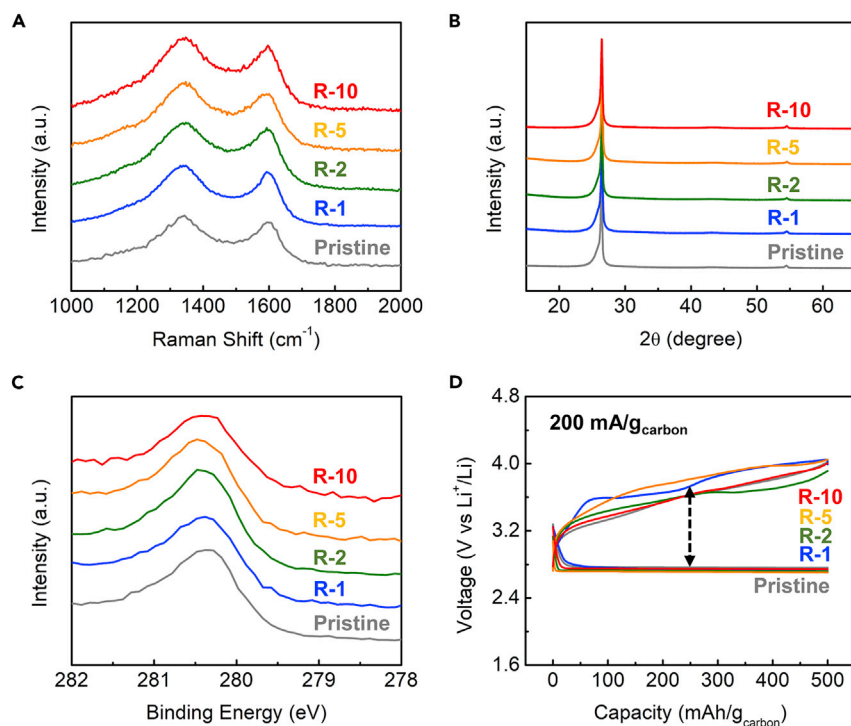 A
Intensity (a.u.)
R-10
R-5
R-2
R-1
Pristine
1000 1200 1400 1600 1800 2000
Raman Shift (cm⁻¹)
B
Intensity (a.u.)
R-10
R-5
R-2
R-1
Pristine
20 30 40 50 60
2θ (degree)
C
Intensity (a.u.)
R-10
R-5
R-2
R-1
Pristine
282 281 280 279 278
Binding Energy (eV)
D
Voltage (V vs Li⁺/Li)
4.8
4.0
3.2
2.4
1.6
200 mA/g_carbon
R-10
R-5
R-2
R-1
Pristine
0 100 200 300 400 500
Capacity (mAh/g_carbon)